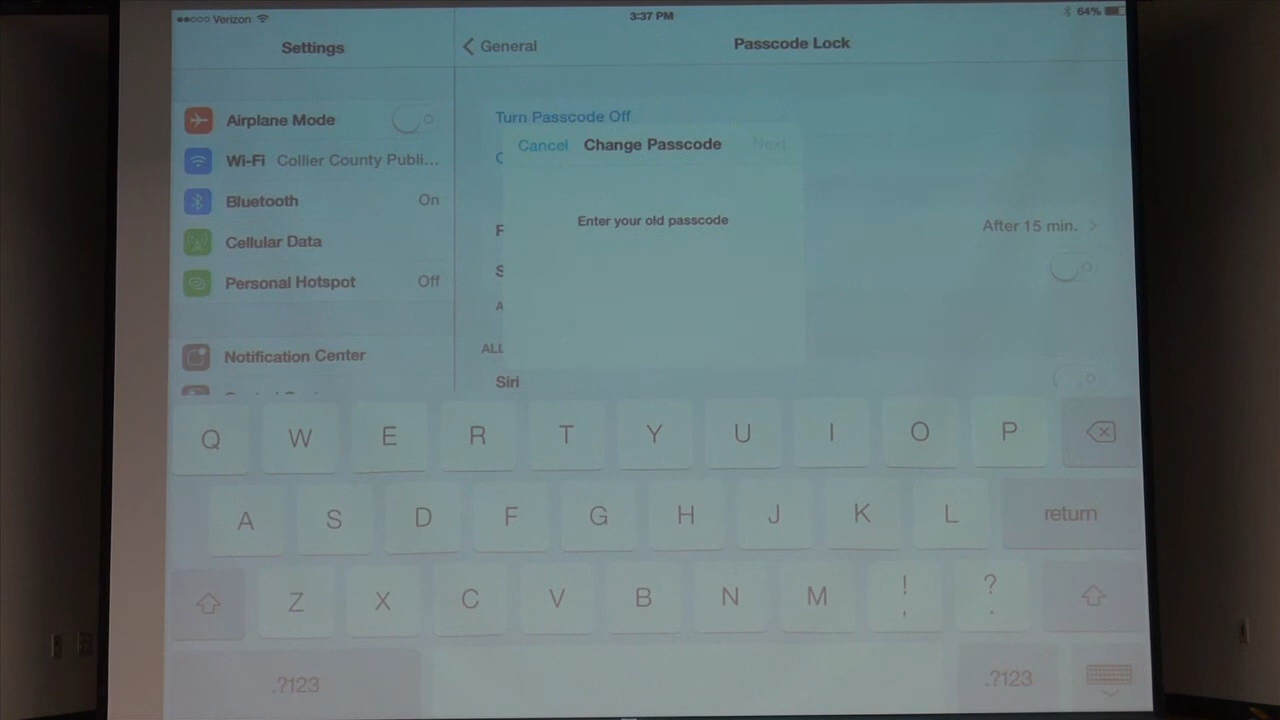 Verizon 3:37 PM 64%
Settings
General
Passcode Lock
Airplane Mode
Wi-Fi Collier County Publi...
Bluetooth On
Cellular Data
Personal Hotspot Off
Notification Center
Turn Passcode Off
Cancel Change Passcode Next
Enter your old passcode
After 15 min.
ALL
Siri
Q W E R T Y U I O P
A S D F G H J K L return
Z X C V B N M ! , ? .
.?123 .?123